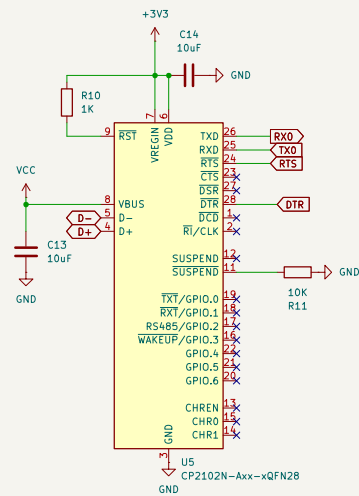 +3V3
C14
10uF
GND
R10
1K
7
6
VREGIN
VDD
9
RST
TXD
26
RX0
RXD
25
TX0
RTS
24
RTS
CTS
23
DSR
27
DTR
28
DTR
DCD
1
RI/CLK
2
VCC
8
VBUS
D-
5
D-
D+
4
D+
C13
10uF
GND
SUSPEND
12
SUSPEND
11
GND
10K
R11
TXT/GPIO.0
19
RXT/GPIO.1
18
RS485/GPIO.2
17
WAKEUP/GPIO.3
16
GPIO.4
22
GPIO.5
21
GPIO.6
20
CHREN
13
CHR0
15
CHR1
14
GND
3
U5
CP2102N-Axx-xQFN28
GND